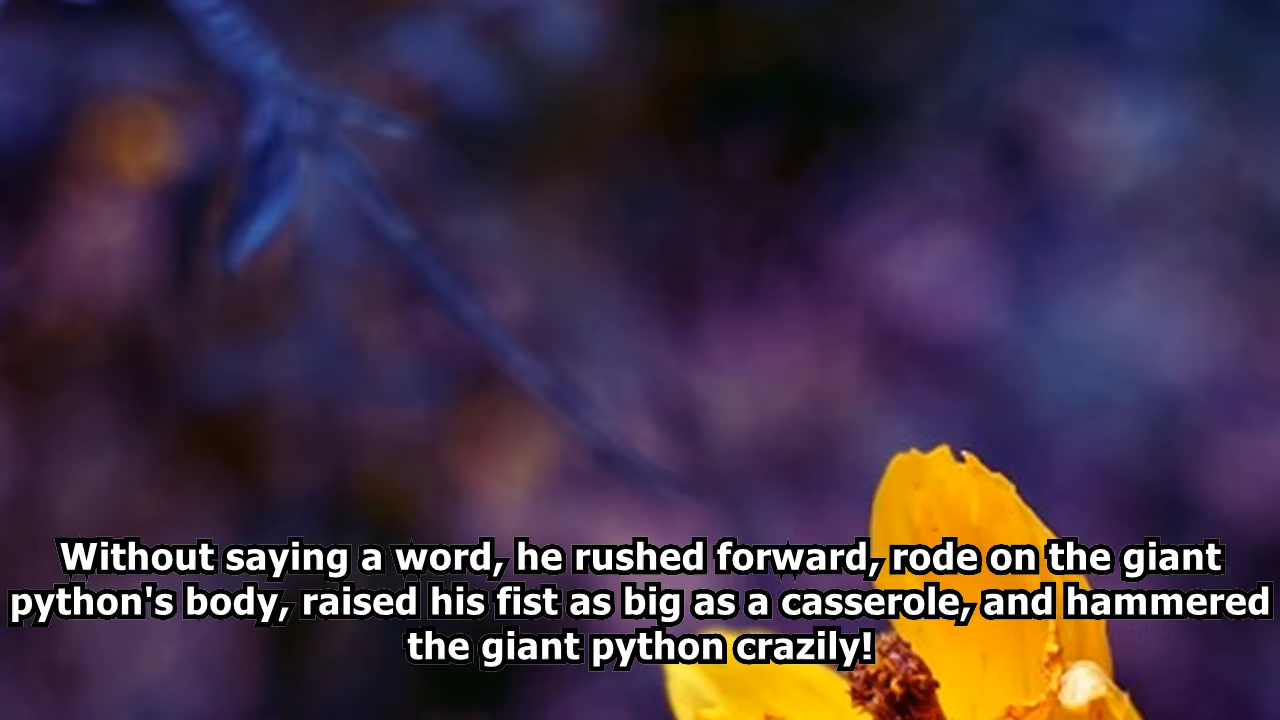 Without saying a word, he rushed forward, rode on the giant
python's body, raised his fist as big as a casserole, and hammered
the giant python crazily!